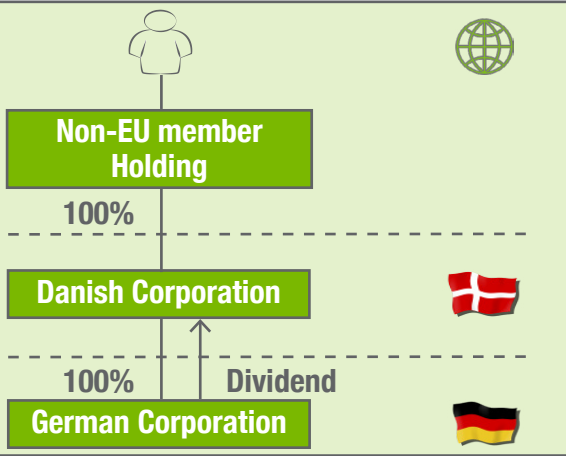 Non-EU member
Holding
100%
Danish Corporation
100%
Dividend
German Corporation